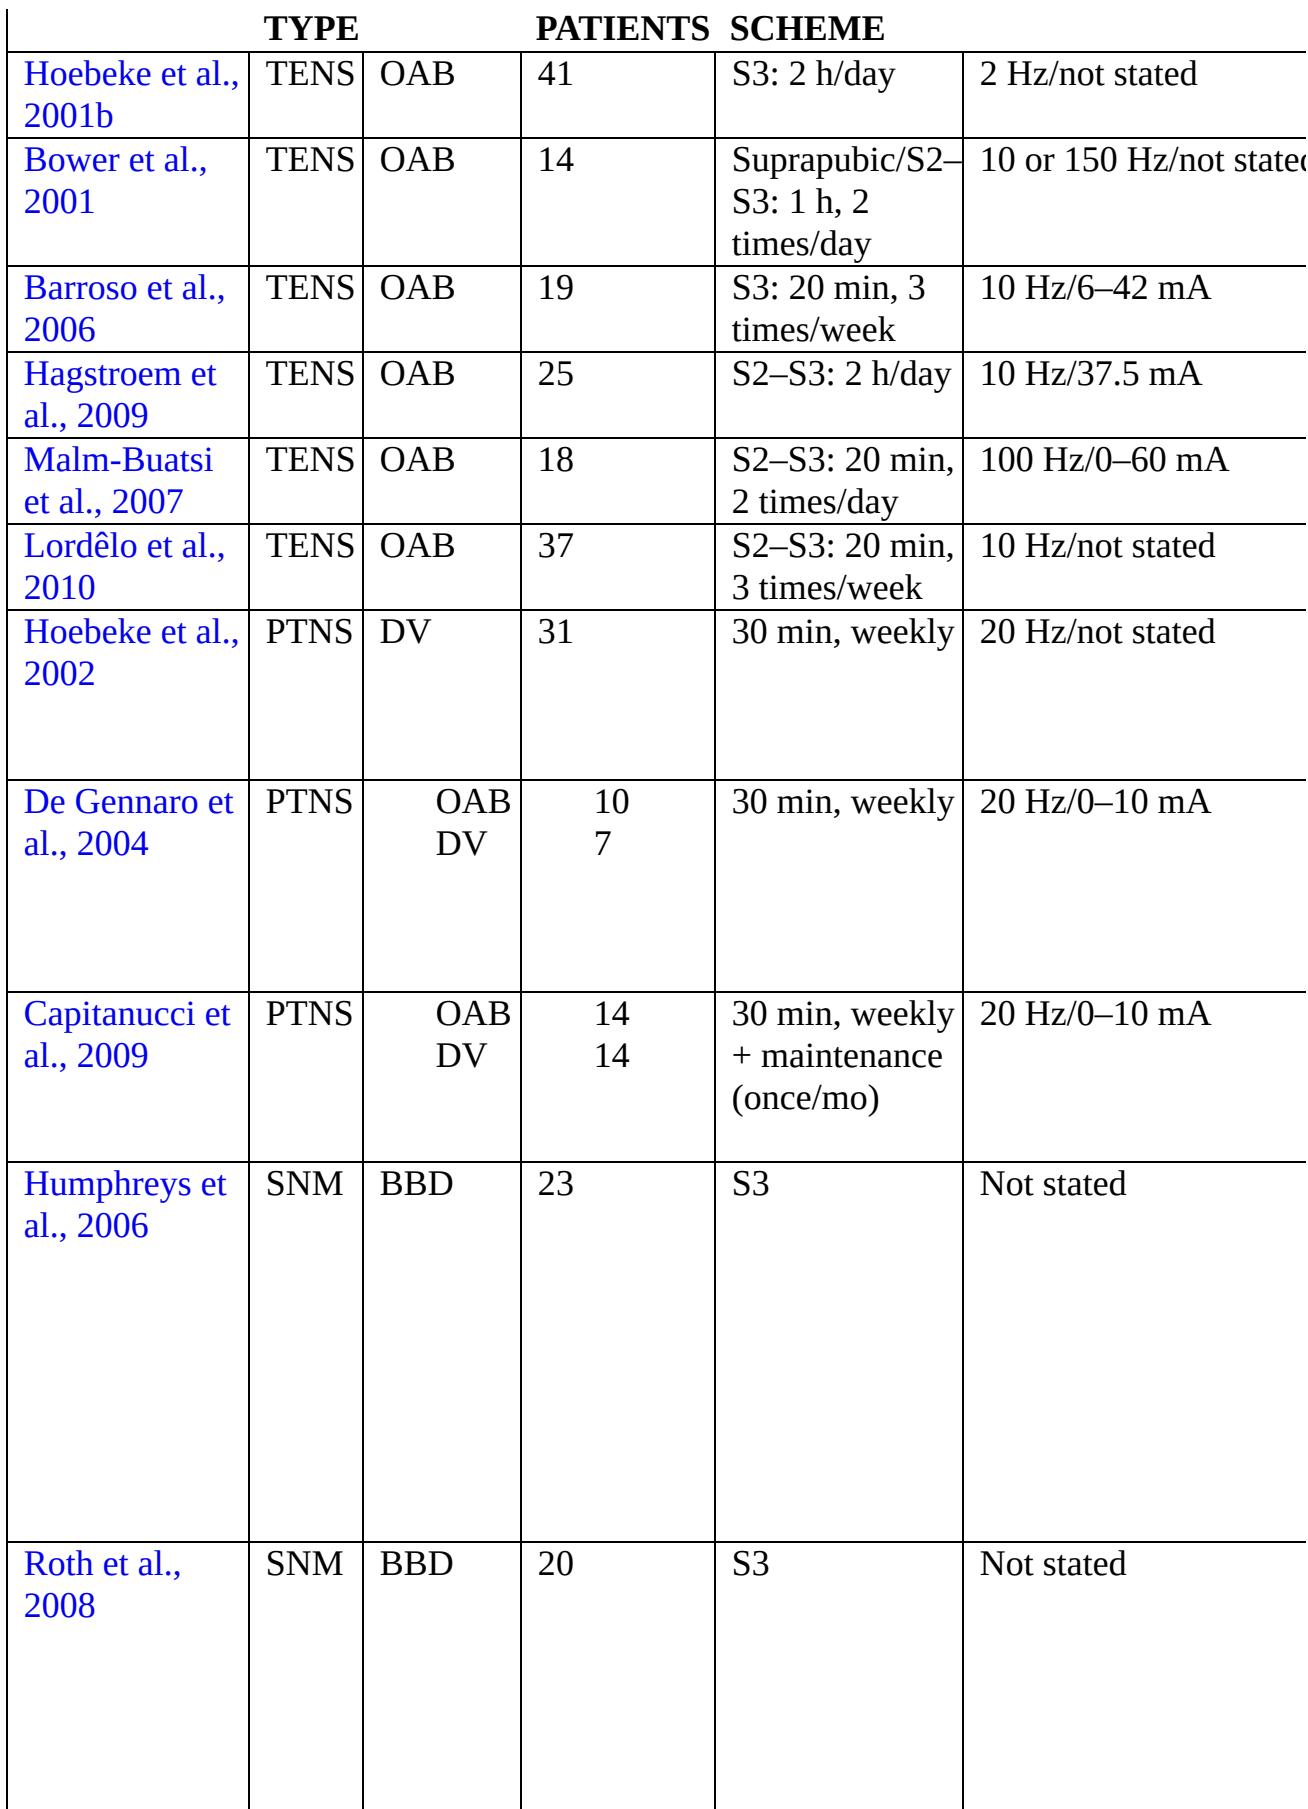 TYPE PATIENTS SCHEME
Hoebeke et al., TENS OAB 41 S3: 2 h/day 2 Hz/not stated
2001b
Bower et al., TENS OAB 14 Suprapubic/S2– 10 or 150 Hz/not stated
2001 S3: 1 h, 2
times/day
Barroso et al., TENS OAB 19 S3: 20 min, 3 10 Hz/6–42 mA
2006 times/week
Hagstroem et TENS OAB 25 S2–S3: 2 h/day 10 Hz/37.5 mA
al., 2009
Malm-Buatsi TENS OAB 18 S2–S3: 20 min, 100 Hz/0–60 mA
et al., 2007 2 times/day
Lordêlo et al., TENS OAB 37 S2–S3: 20 min, 10 Hz/not stated
2010 3 times/week
Hoebeke et al., PTNS DV 31 30 min, weekly 20 Hz/not stated
2002
De Gennaro et PTNS OAB 10 30 min, weekly 20 Hz/0–10 mA
al., 2004 DV 7
Capitanucci et PTNS OAB 14 30 min, weekly 20 Hz/0–10 mA
al., 2009 DV 14 + maintenance
(once/mo)
Humphreys et SNM BBD 23 S3 Not stated
al., 2006
Roth et al., SNM BBD 20 S3 Not stated
2008